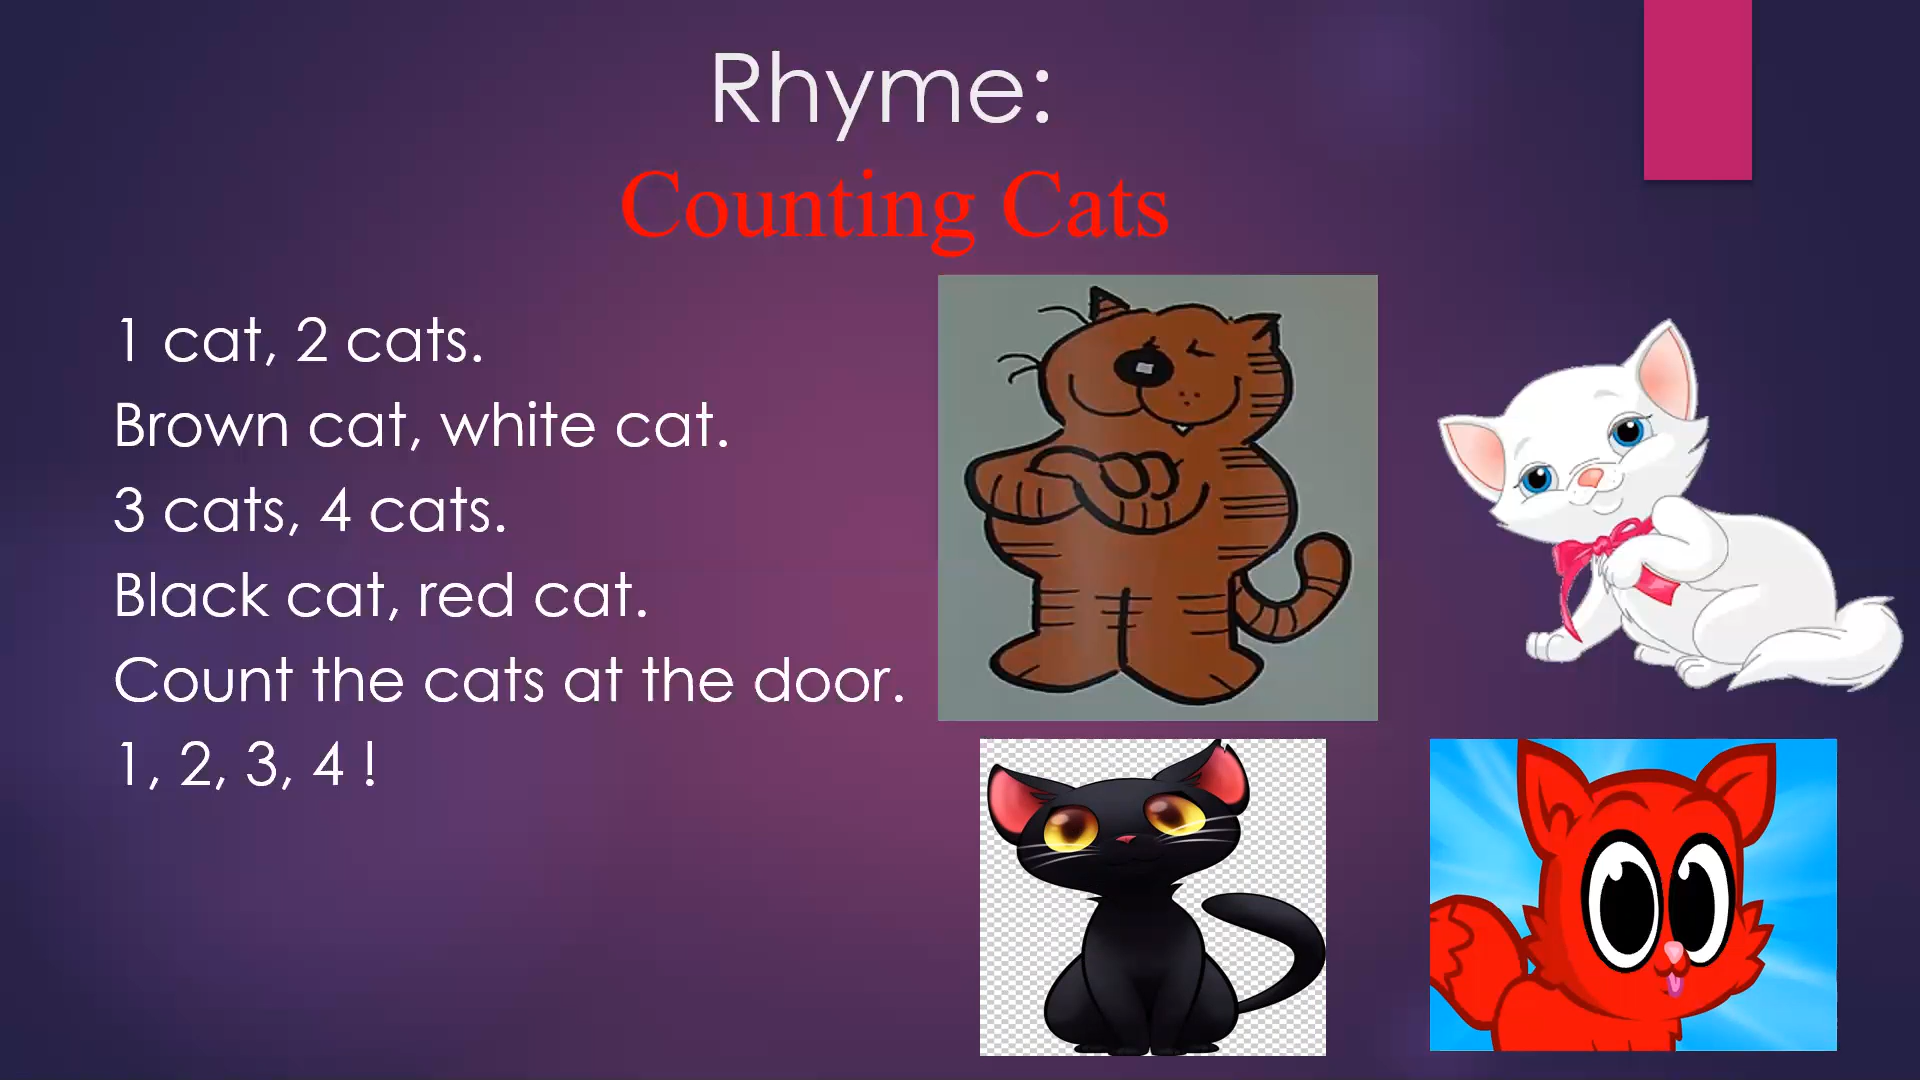 Rhyme:
Counting Cats
1 cat, 2 cats.
Brown cat, white cat.
3 cats, 4 cats.
Black cat, red cat.
Count the cats at the door.
1, 2, 3, 4 !